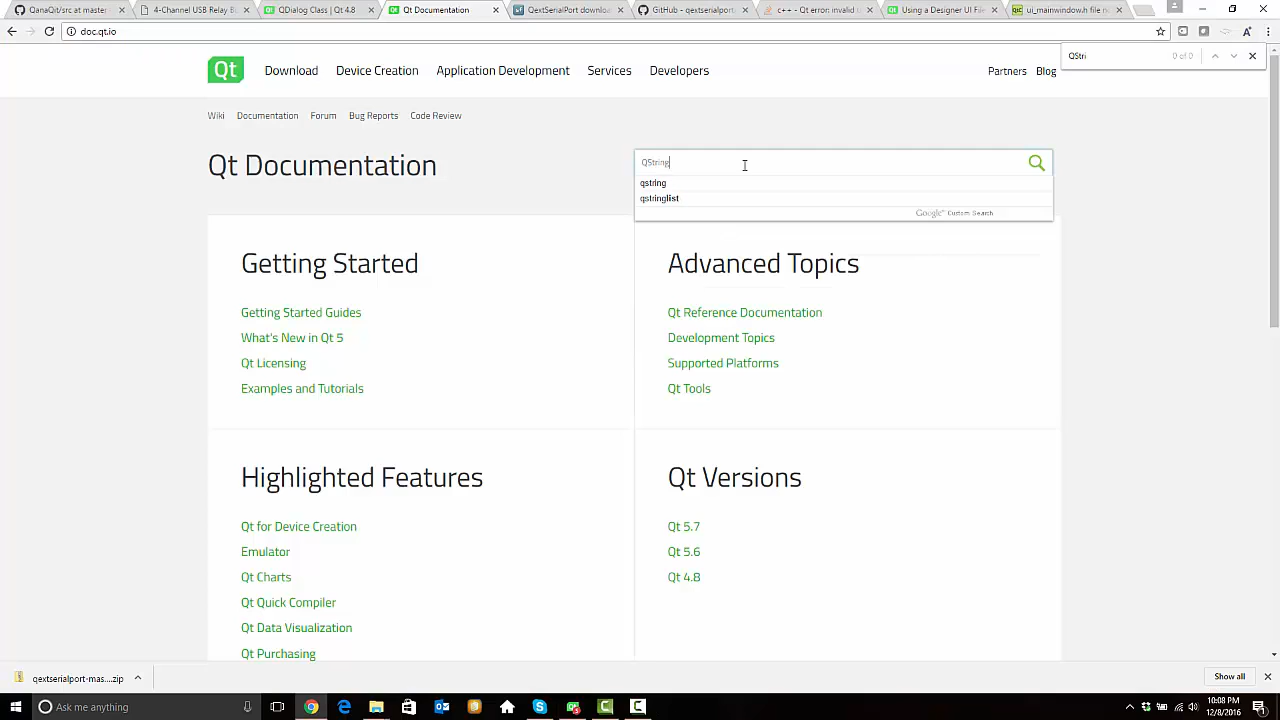 QanaQit/src at master
4-Channel USB Relay B
QDialog Class | Qt 4.8
Qt Documentation
QextSerialPort downloa
GitHub - qextserialport
c++ - Qt error: invalid
Using a Designer UI File
ui_mainwindow.h file n
doc.qt.io
QStri
0 of 0
Qt
Download
Device Creation
Application Development
Services
Developers
Partners
Blog
Wiki
Documentation
Forum
Bug Reports
Code Review
Qt Documentation
QString
qstring
qstringlist
Google™ Custom Search
Getting Started
Getting Started Guides
What's New in Qt 5
Qt Licensing
Examples and Tutorials
Advanced Topics
Qt Reference Documentation
Development Topics
Supported Platforms
Qt Tools
Highlighted Features
Qt for Device Creation
Emulator
Qt Charts
Qt Quick Compiler
Qt Data Visualization
Qt Purchasing
Qt Versions
Qt 5.7
Qt 5.6
Qt 4.8
qextserialport-mas....zip
Show all
Ask me anything
10:08 PM
12/8/2016